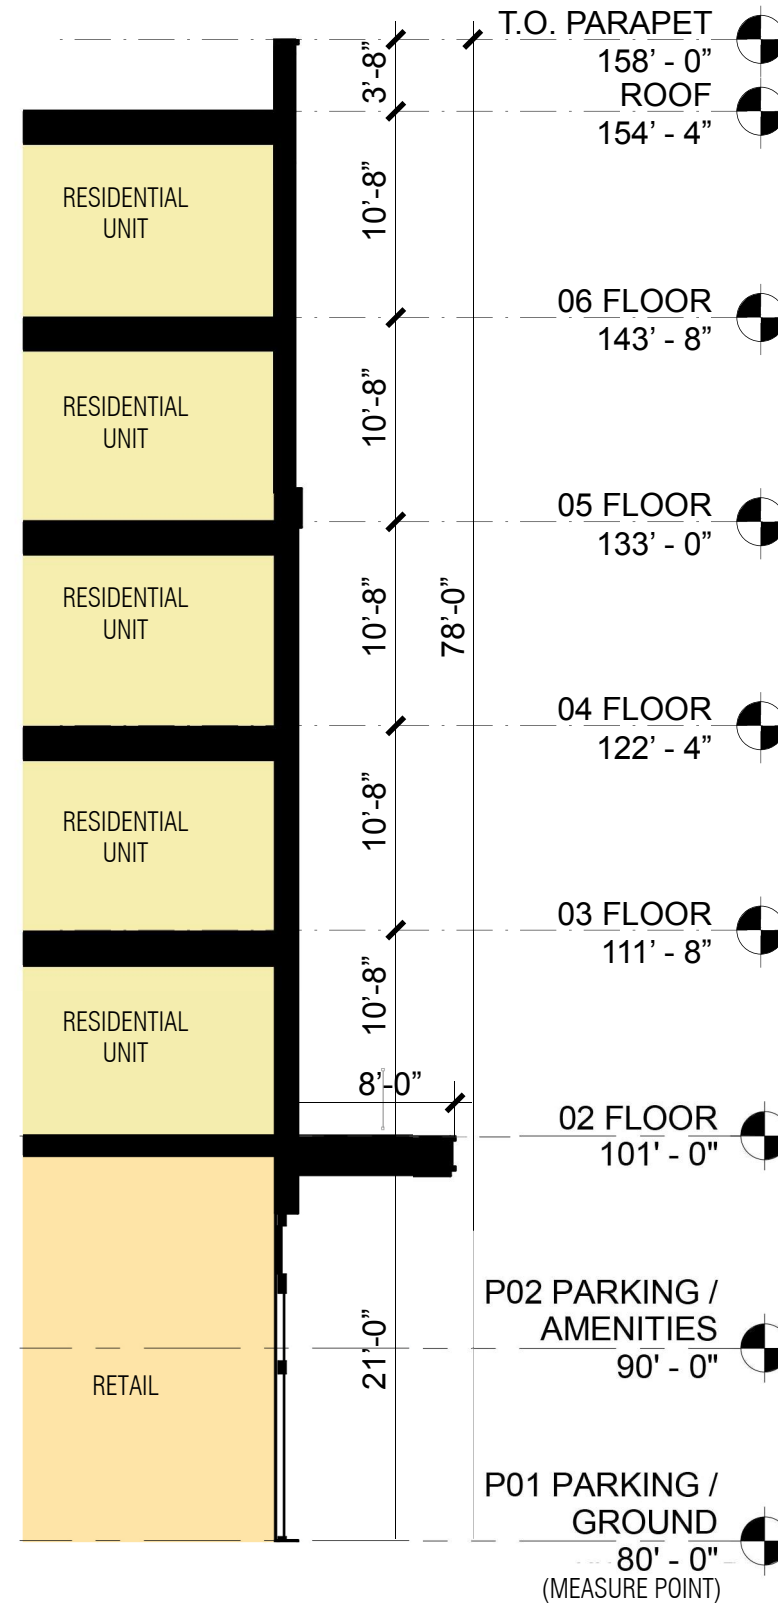 T.O. PARAPET
158’ - 0”
3’-8”
ROOF
154’ - 4”
RESIDENTIAL
UNIT
10’-8”
06 FLOOR
143’ - 8”
RESIDENTIAL
UNIT
10’-8”
05 FLOOR
133’ - 0”
RESIDENTIAL
UNIT
10’-8”
78’-0”
04 FLOOR
122’ - 4”
RESIDENTIAL
UNIT
10’-8”
03 FLOOR
111’ - 8”
RESIDENTIAL
UNIT
10’-8”
8’-0”
02 FLOOR
101' - 0"
P02 PARKING /
AMENITIES
90' - 0"
21’-0”
RETAIL
P01 PARKING /
GROUND
80' - 0"
(MEASURE POINT)